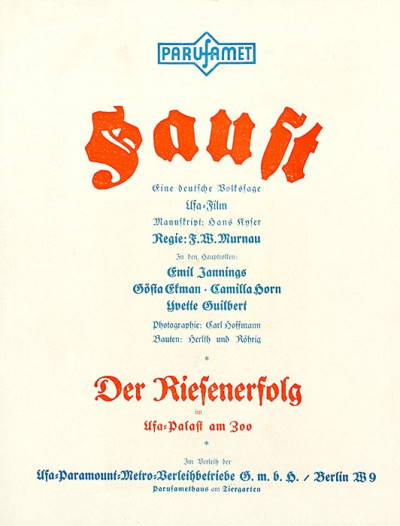 PARUFAMET
Faust
Eine deutsche Volkssage
Ufa-Film
Manuskript: Hans Kyser
Regie: F. W. Murnau
In den Hauptrollen:
Emil Jannings
Gösta Ekman · Camilla Horn
Yvette Guilbert
Photographie: Carl Hoffmann
Bauten: Herlth und Röhrig
*
Der Riesenerfolg
im
Ufa-Palast am Zoo
*
Im Verleih der
Ufa-Paramount-Metro-Verleihbetriebe G. m. b. H. / Berlin W 9
Parufamethaus am Tiergarten